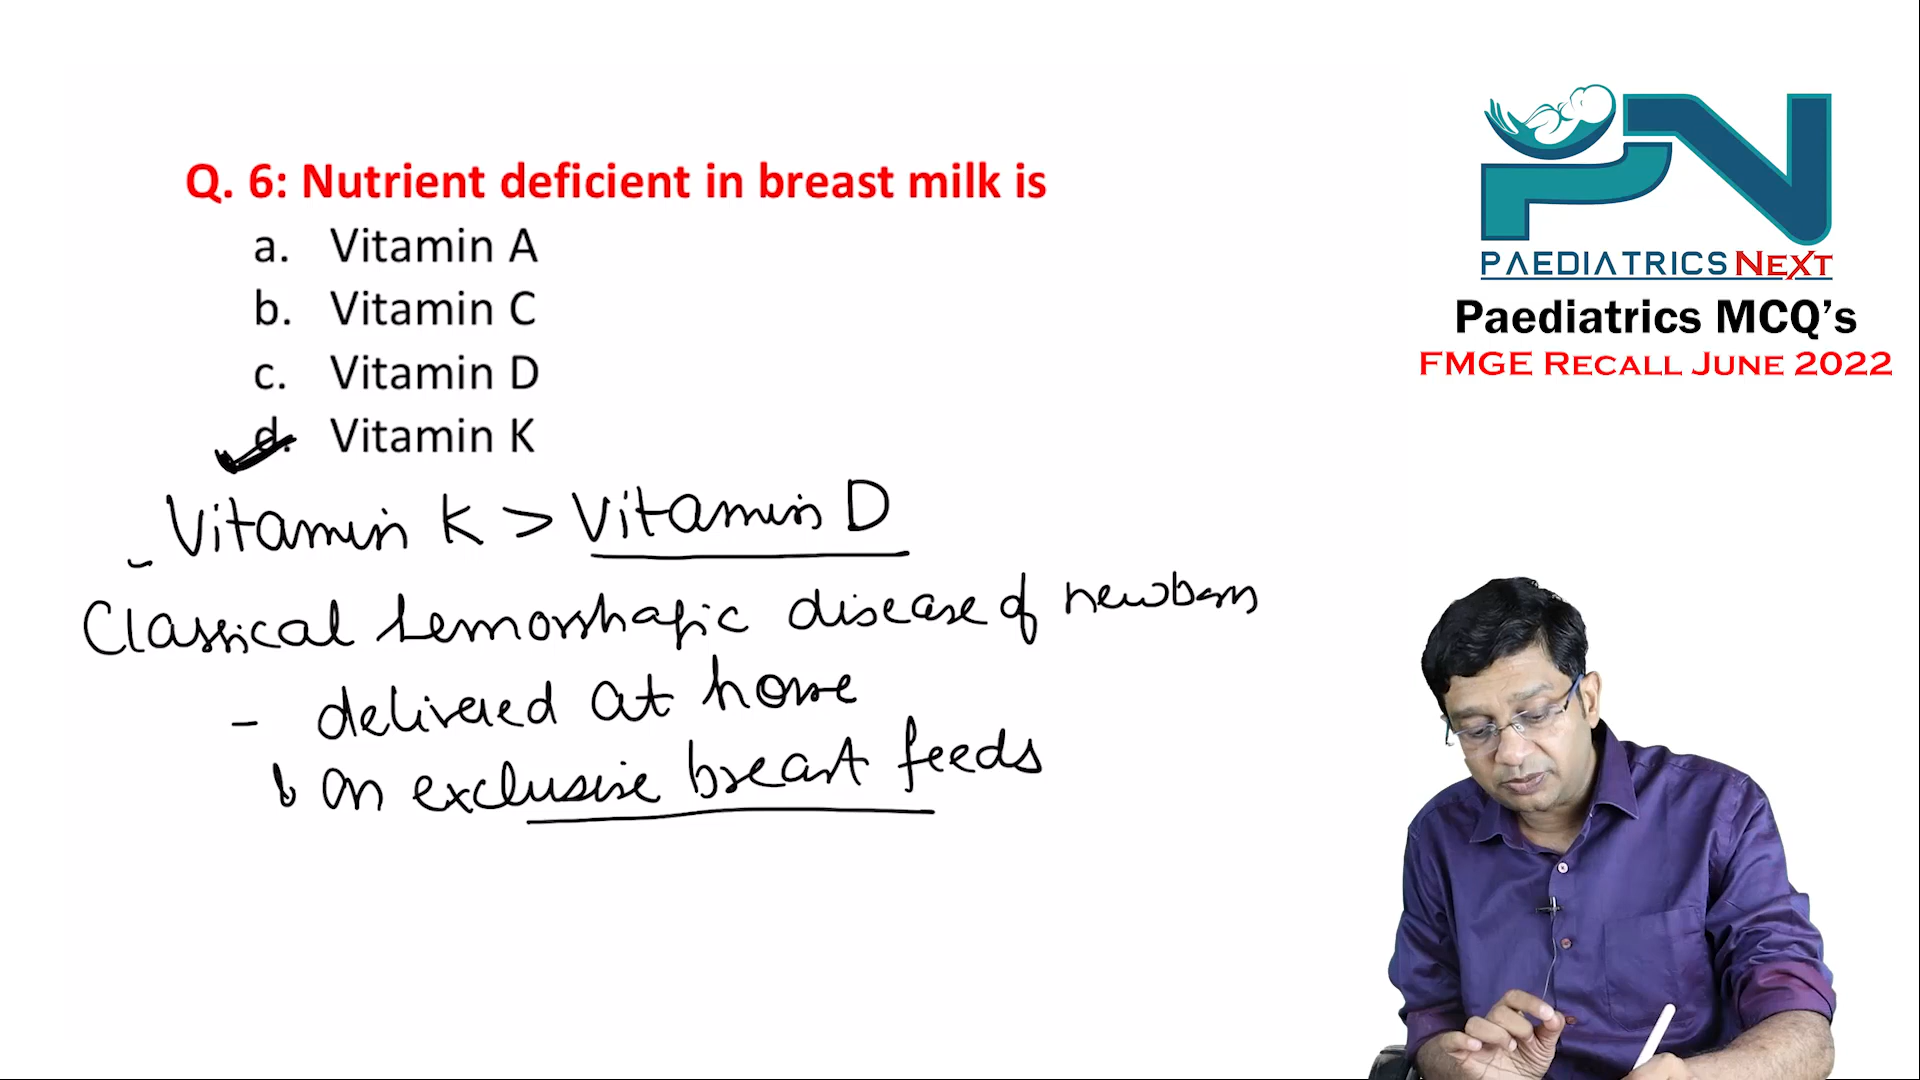 Q. 6: Nutrient deficient in breast milk is
a. Vitamin A
b. Vitamin C
c. Vitamin D
d. Vitamin K
- Vitamin K > Vitamin D
Classical hemorrhagic disease of newborn
- delivered at home
on exclusive breast feeds
PN
PAEDIATRICS NEXT
Paediatrics MCQ’s
FMGE RECALL JUNE 2022